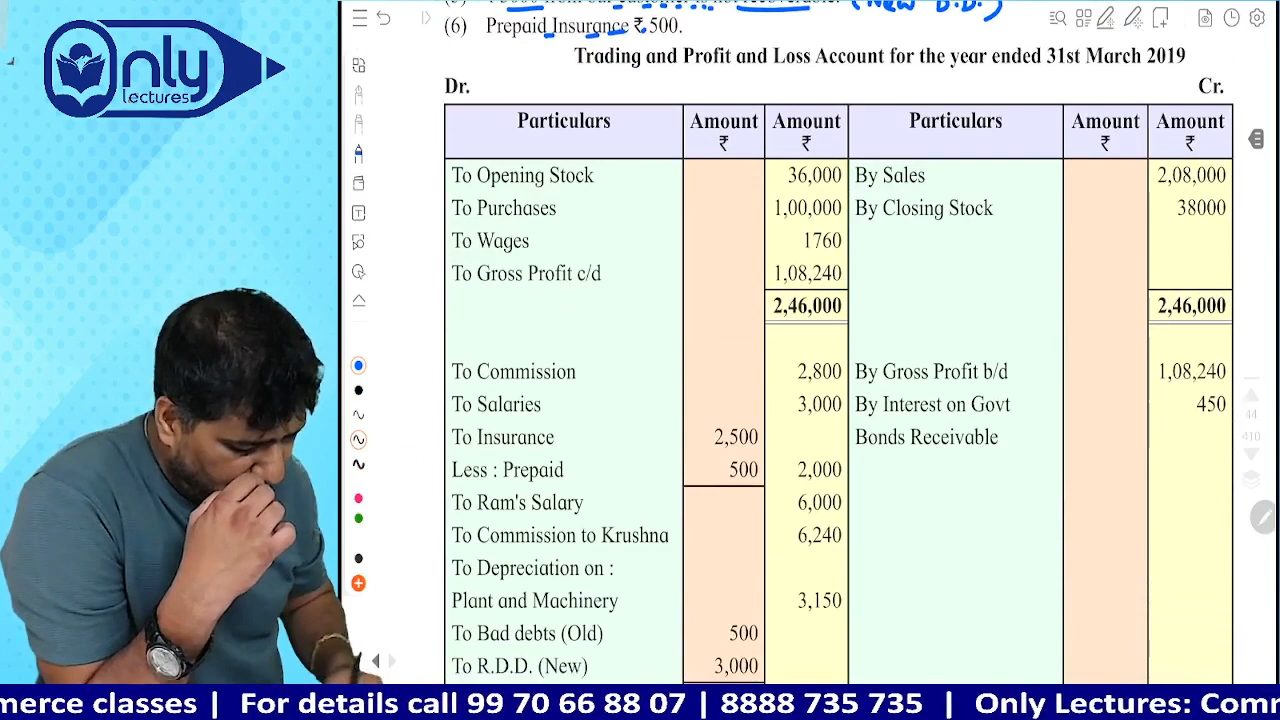 Only
lectures
(New B.D.)
(6) Prepaid Insurance ₹ 500.
Trading and Profit and Loss Account for the year ended 31st March 2019
Dr. Cr.
Particulars Amount ₹ Amount ₹ Particulars Amount ₹ Amount ₹
To Opening Stock 36,000 By Sales 2,08,000
To Purchases 1,00,000 By Closing Stock 38000
To Wages 1760
To Gross Profit c/d 1,08,240
2,46,000 2,46,000
To Commission 2,800 By Gross Profit b/d 1,08,240
To Salaries 3,000 By Interest on Govt 450
To Insurance 2,500 Bonds Receivable
Less : Prepaid 500 2,000
To Ram's Salary 6,000
To Commission to Krushna 6,240
To Depreciation on :
Plant and Machinery 3,150
To Bad debts (Old) 500
To R.D.D. (New) 3,000
44
410
merce classes | For details call 99 70 66 88 07 | 8888 735 735 | Only Lectures: Comm